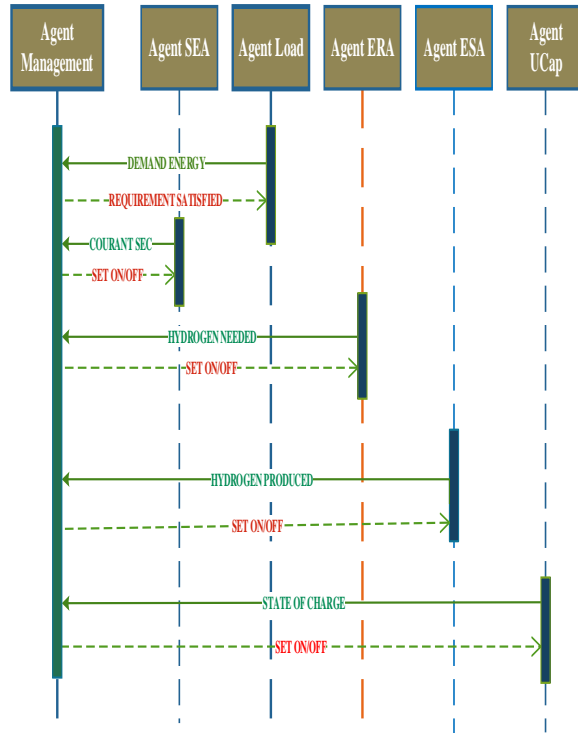 Agent
Management
Agent SEA
Agent Load
Agent ERA
Agent ESA
Agent
UCap
DEMAND ENERGY
REQUIREMENT SATISFIED
COURANT SEC
SET ON/OFF
HYDROGEN NEEDED
SET ON/OFF
HYDROGEN PRODUCED
SET ON/OFF
STATE OF CHARGE
SET ON/OFF